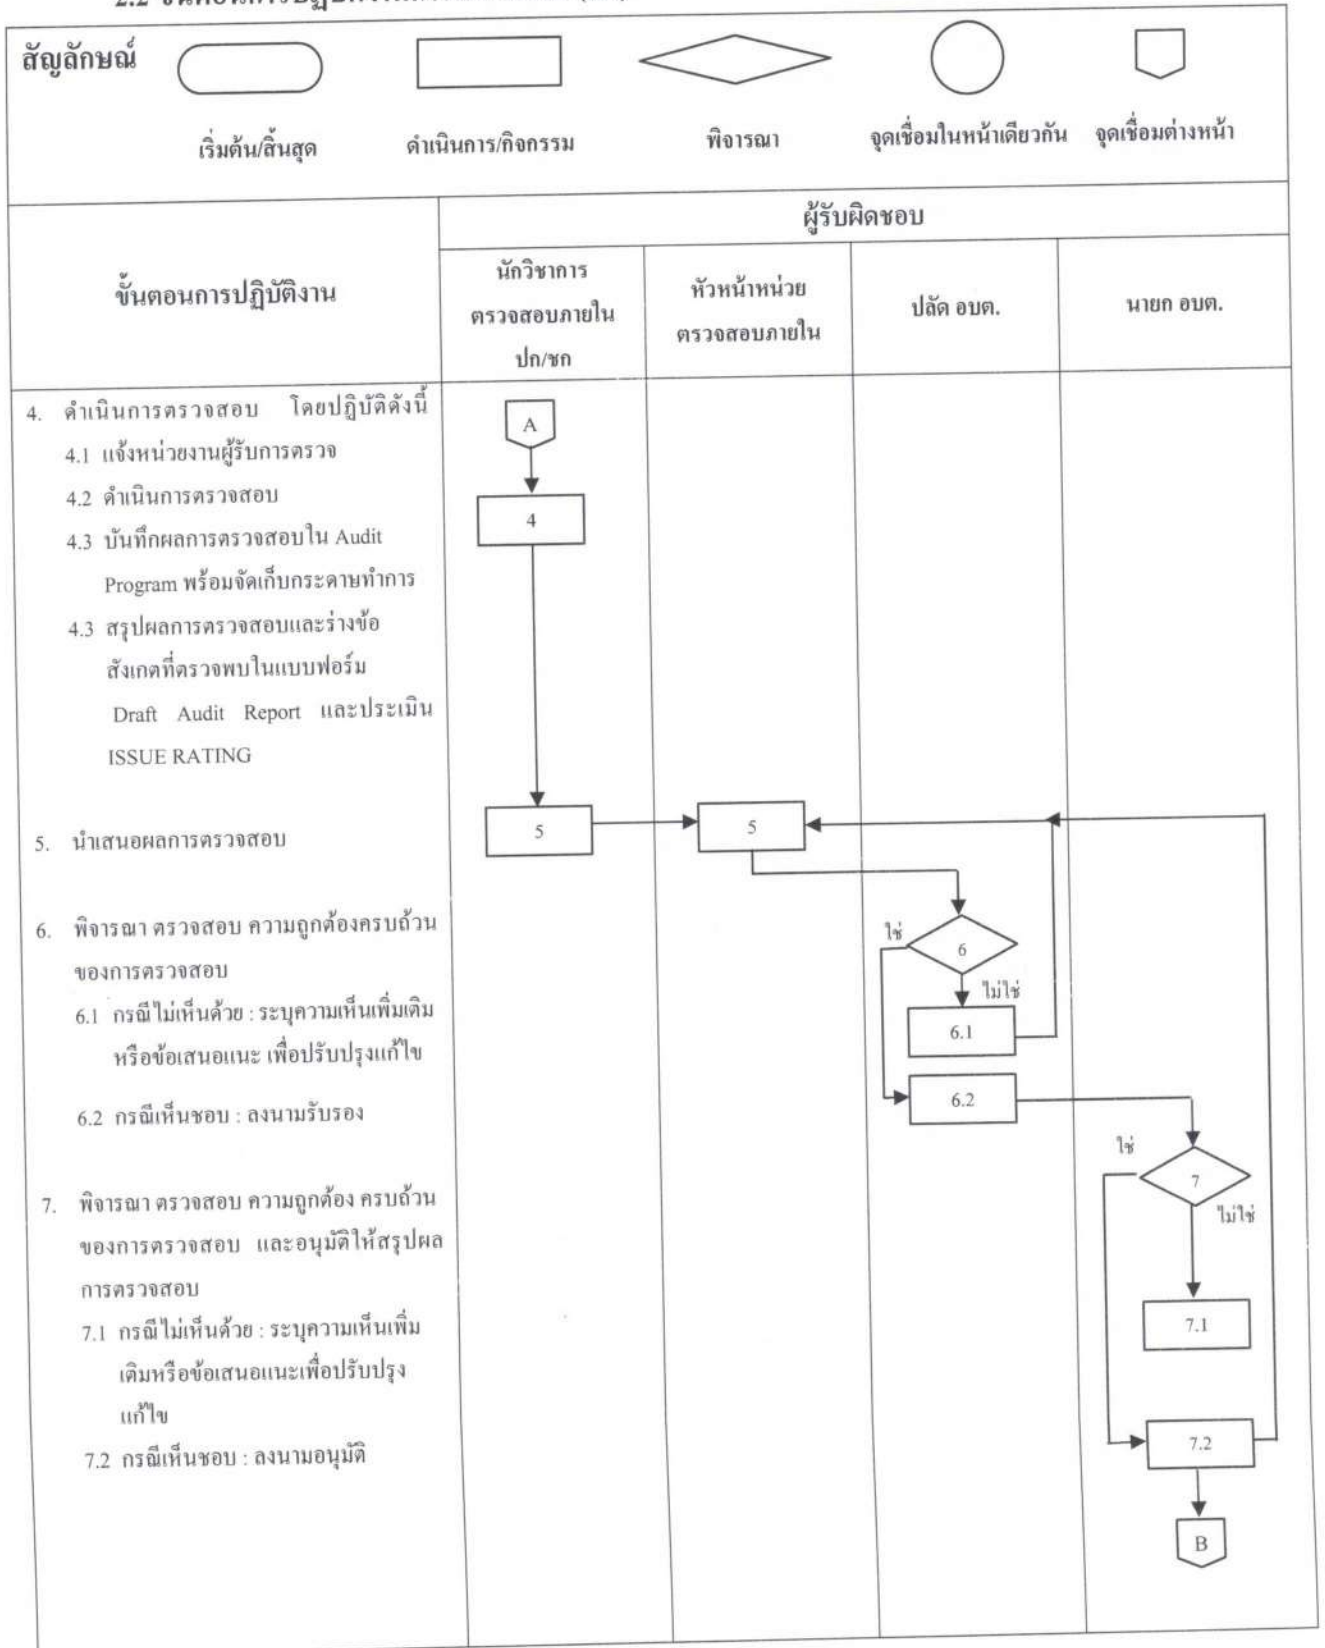 สัญลักษณ์
เริ่มต้น/สิ้นสุด
ดำเนินการ/กิจกรรม
พิจารณา
จุดเชื่อมในหน้าเดียวกัน
จุดเชื่อมต่างหน้า
ขั้นตอนการปฏิบัติงาน
ผู้รับผิดชอบ
นักวิชาการ
ตรวจสอบภายใน
ปก/ชก
หัวหน้าหน่วย
ตรวจสอบภายใน
ปลัด อบต.
นายก อบต.
4. ดำเนินการตรวจสอบ โดยปฏิบัติดังนี้
4.1 แจ้งหน่วยงานผู้รับการตรวจ
4.2 ดำเนินการตรวจสอบ
4.3 บันทึกผลการตรวจสอบใน Audit
Program พร้อมจัดเก็บกระดาษทำการ
4.3 สรุปผลการตรวจสอบและร่างข้อ
สังเกตที่ตรวจพบในแบบฟอร์ม
Draft Audit Report และประเมิน
ISSUE RATING
5. นำเสนอผลการตรวจสอบ
6. พิจารณา ตรวจสอบ ความถูกต้องครบถ้วน
ของการตรวจสอบ
6.1 กรณีไม่เห็นด้วย : ระบุความเห็นเพิ่มเติม
หรือข้อเสนอแนะ เพื่อปรับปรุงแก้ไข
6.2 กรณีเห็นชอบ : ลงนามรับรอง
7. พิจารณา ตรวจสอบ ความถูกต้อง ครบถ้วน
ของการตรวจสอบ และอนุมัติให้สรุปผล
การตรวจสอบ
7.1 กรณีไม่เห็นด้วย : ระบุความเห็นเพิ่ม
เติมหรือข้อเสนอแนะเพื่อปรับปรุง
แก้ไข
7.2 กรณีเห็นชอบ : ลงนามอนุมัติ
A
4
5
5
ใช่
6
ไม่ใช่
6.1
6.2
ใช่
7
ไม่ใช่
7.1
7.2
B